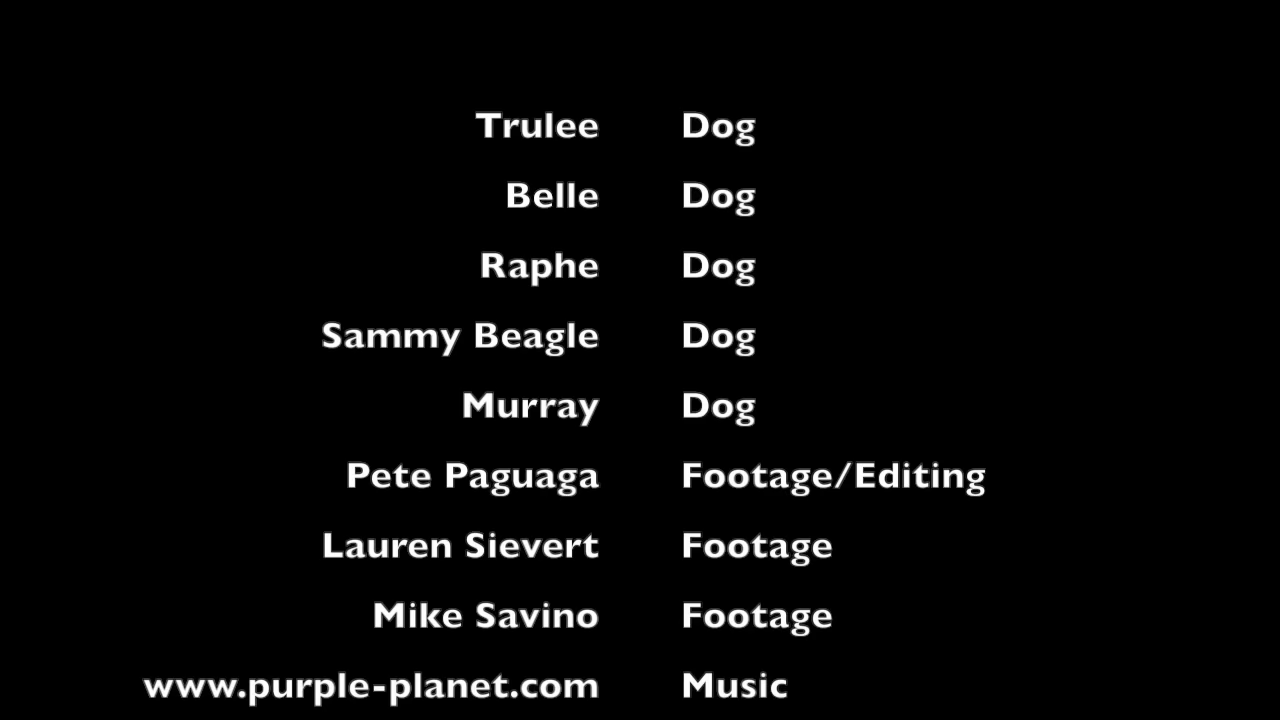 Trulee Dog
Belle Dog
Raphe Dog
Sammy Beagle Dog
Murray Dog
Pete Paguaga Footage/Editing
Lauren Sievert Footage
Mike Savino Footage
www.purple-planet.com Music